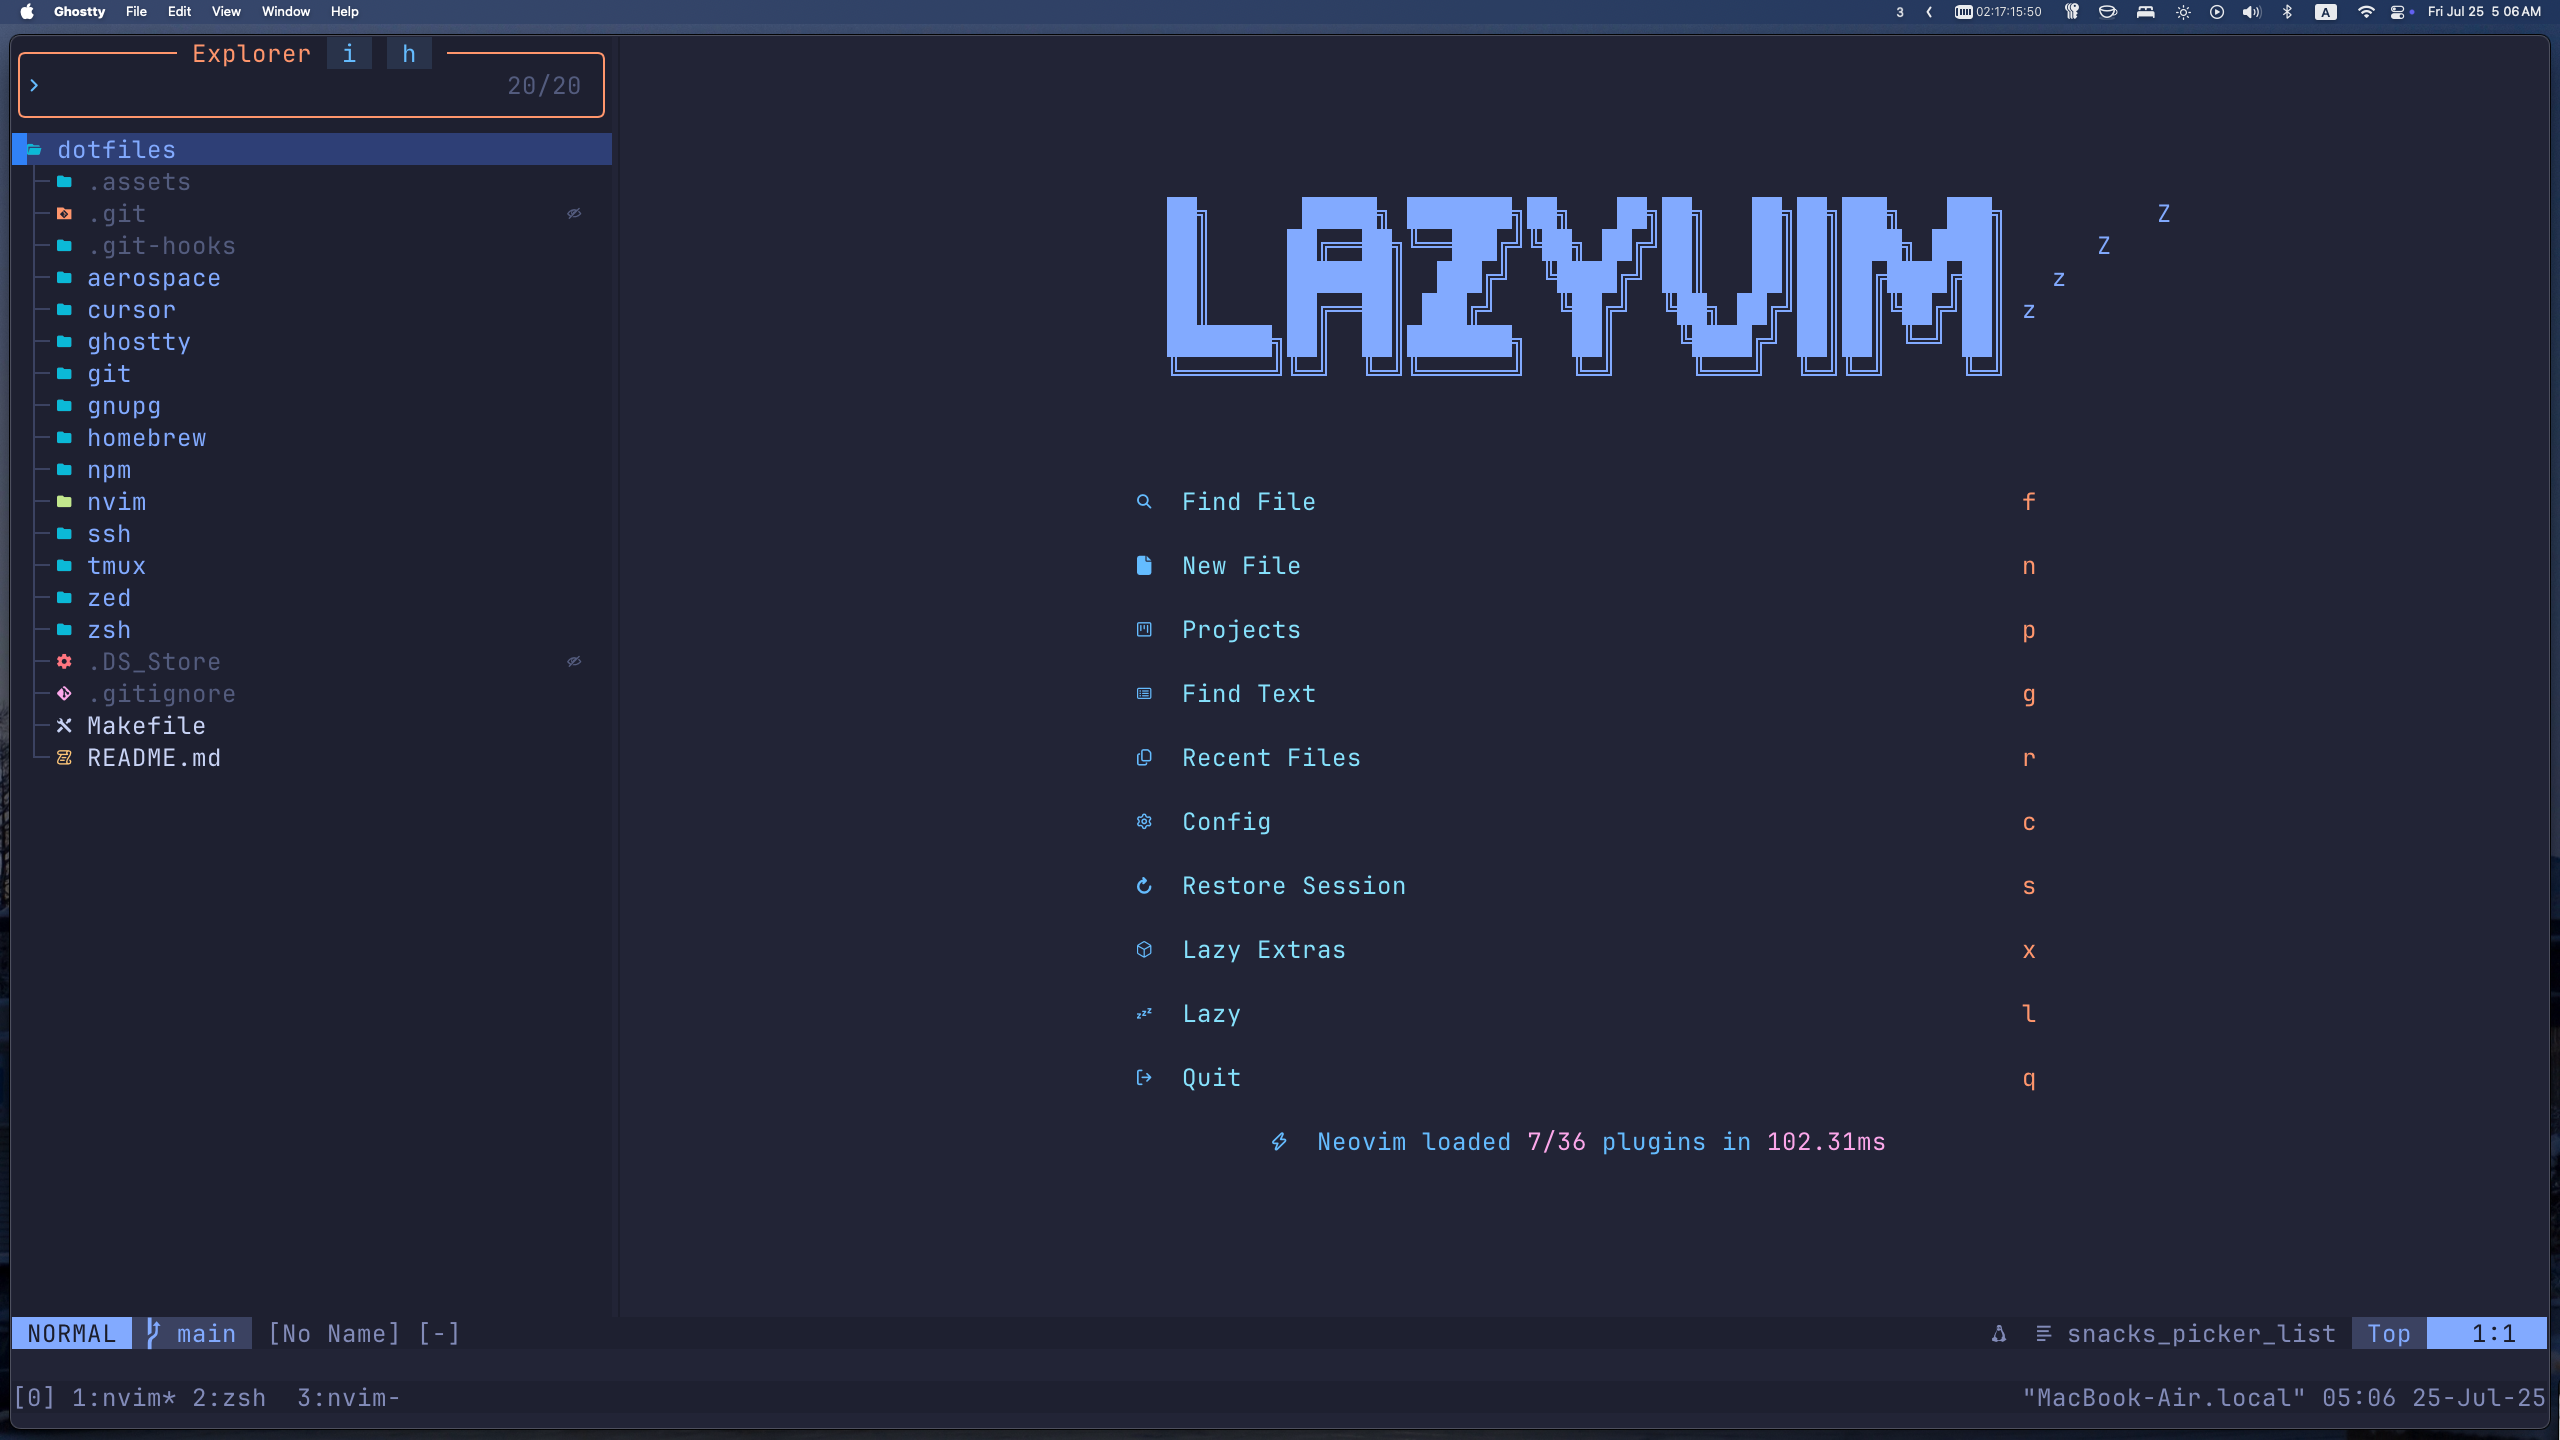 Ghostty File Edit View Window Help 3 02:17:15:50 A Fri Jul 25 5 06 AM
Explorer i h
> 20/20
dotfiles
.assets
.git
.git-hooks
aerospace
cursor
ghostty
git
gnupg
homebrew
npm
nvim
ssh
tmux
zed
zsh
.DS_Store
.gitignore
Makefile
README.md
LAZYVIM Z
Z
z
z
Find File f
New File n
Projects p
Find Text g
Recent Files r
Config c
Restore Session s
Lazy Extras x
Lazy l
Quit q
Neovim loaded 7/36 plugins in 102.31ms
NORMAL main [No Name] [-] snacks_picker_list Top 1:1
[0] 1:nvim* 2:zsh 3:nvim- "MacBook-Air.local" 05:06 25-Jul-25